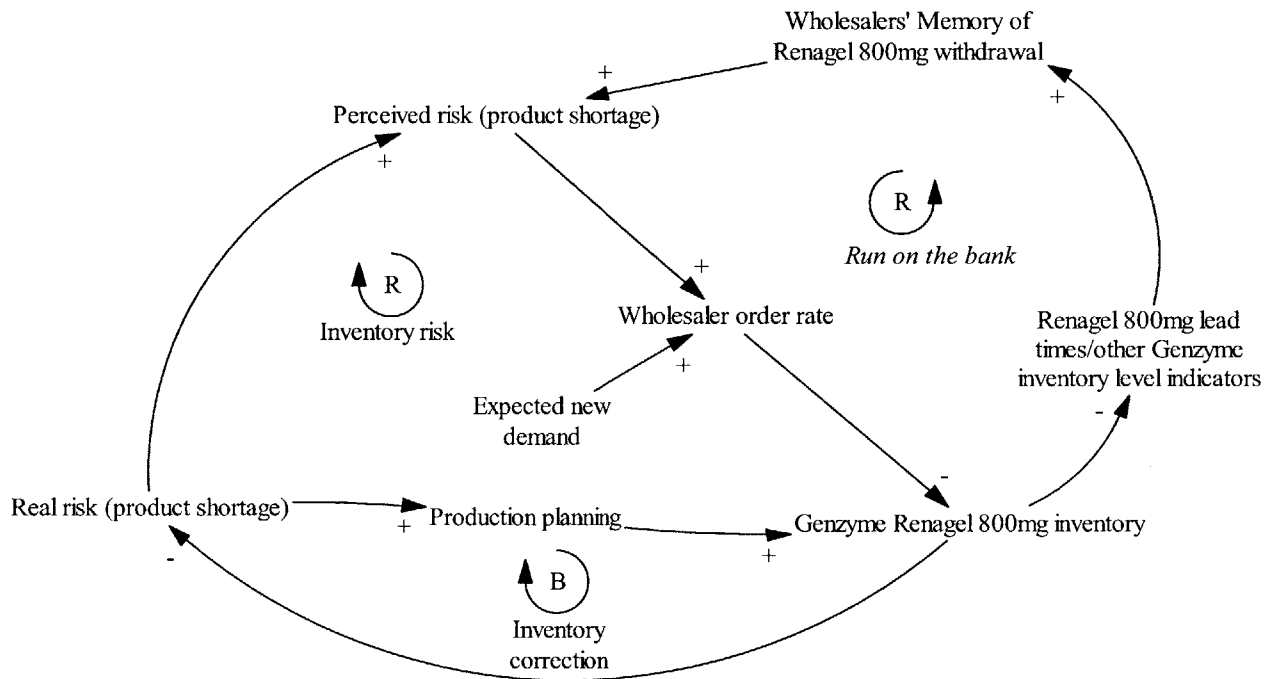 Wholesalers' Memory of
Renagel 800mg withdrawal
+
+
Perceived risk (product shortage)
+
R
Run on the bank
R
Inventory risk
+
Wholesaler order rate
+
Renagel 800mg lead
times/other Genzyme
inventory level indicators
-
Expected new
demand
-
Real risk (product shortage)
+
Production planning
+
Genzyme Renagel 800mg inventory
-
B
Inventory
correction